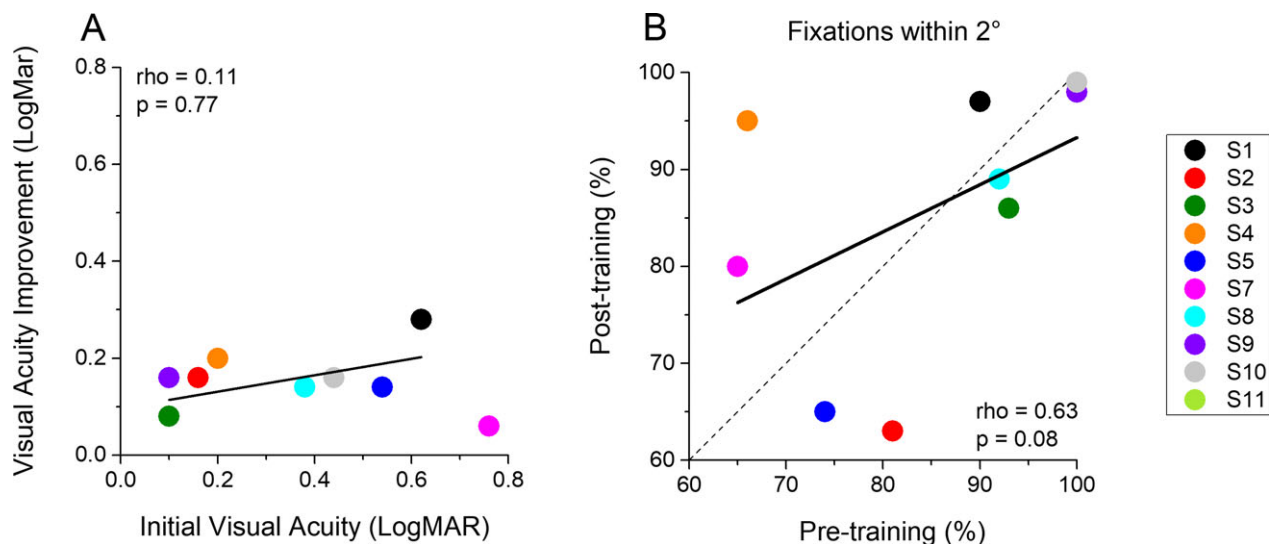 A
Visual Acuity Improvement (LogMar)
0.8
0.6
0.4
0.2
0.0
rho = 0.11
p = 0.77
0.0
0.2
0.4
0.6
0.8
Initial Visual Acuity (LogMAR)
B
Fixations within 2°
Post-training (%)
100
90
80
70
60
rho = 0.63
p = 0.08
60
70
80
90
100
Pre-training (%)
S1
S2
S3
S4
S5
S7
S8
S9
S10
S11